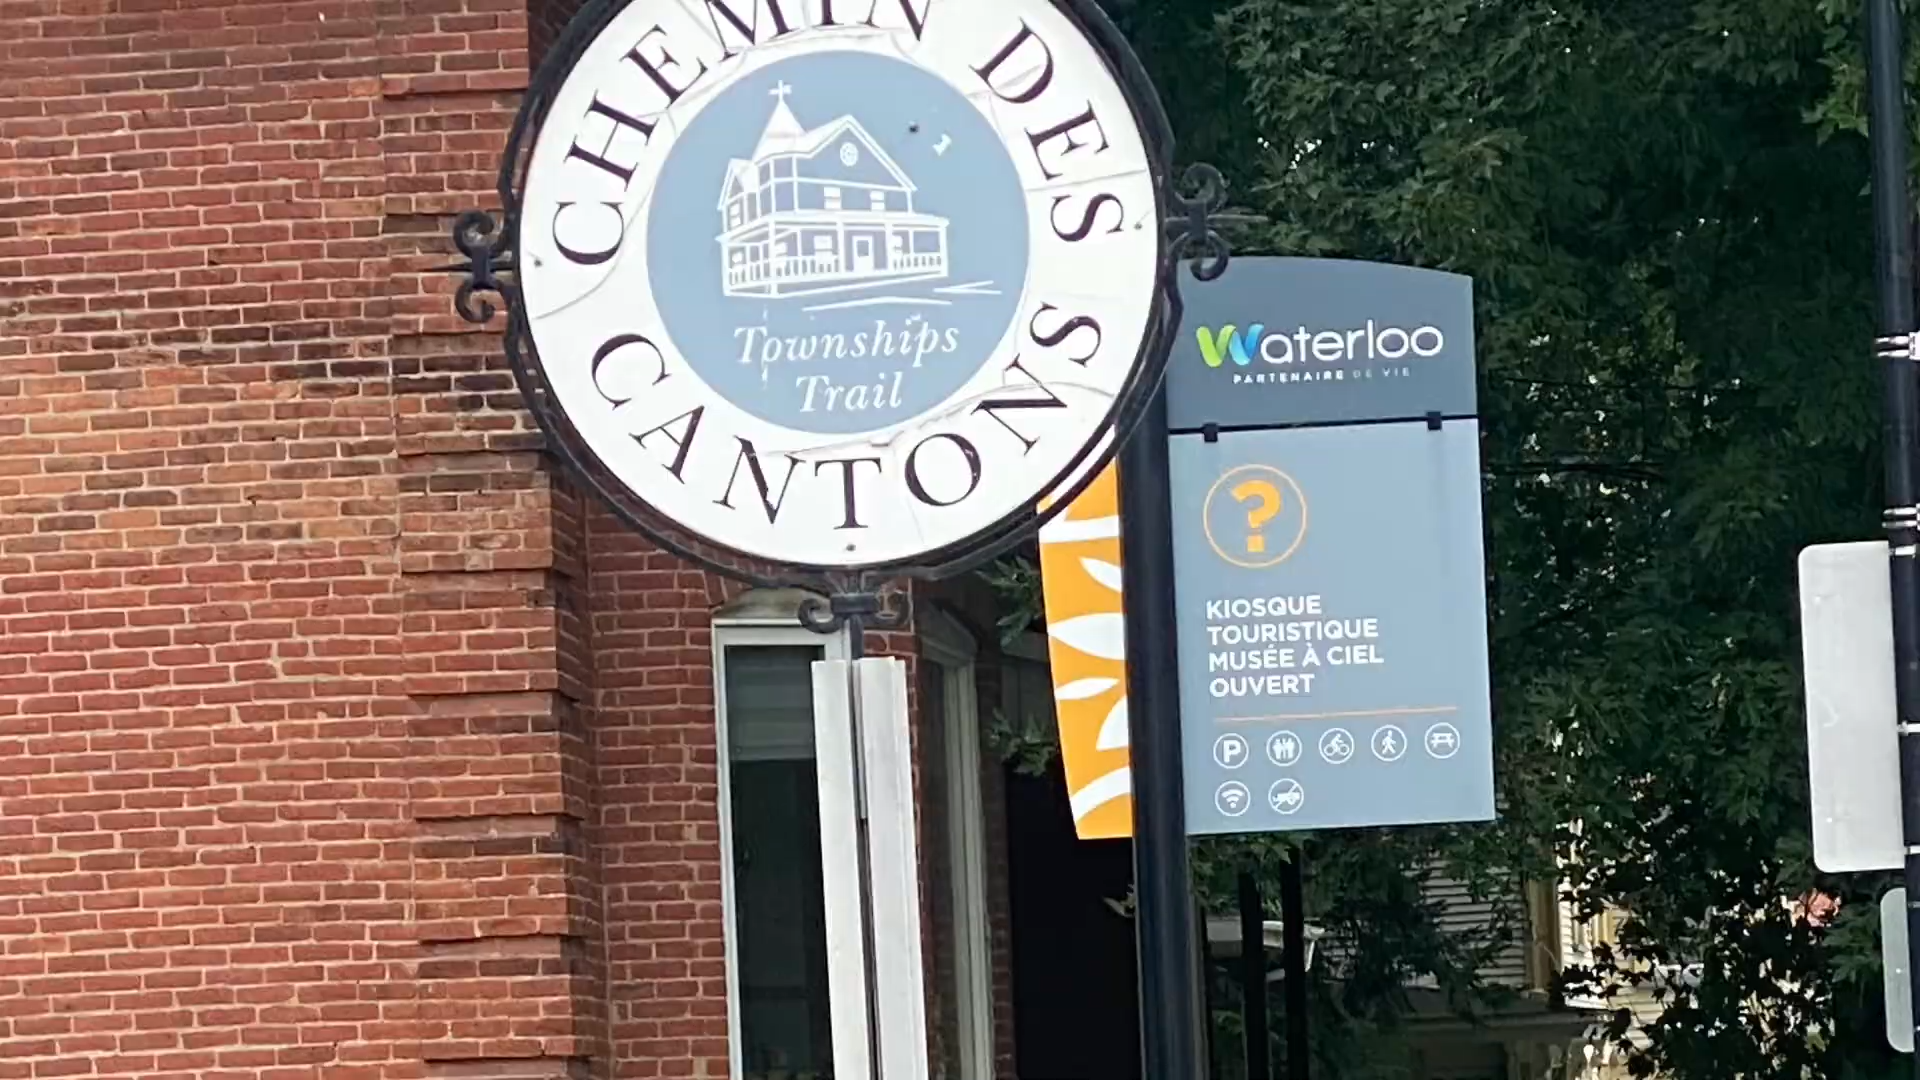 CHEMIN DES
CANTONS
Townships
Trail
Waterloo
PARTENAIRE DE VIE
?
KIOSQUE
TOURISTIQUE
MUSÉE À CIEL
OUVERT
P